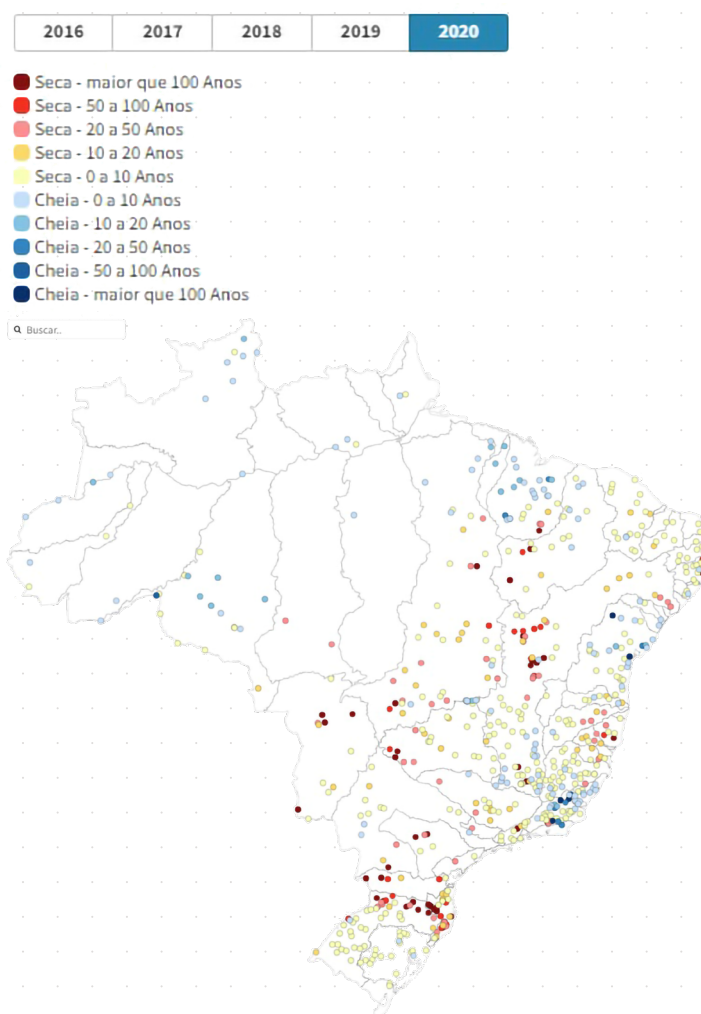 2016 2017 2018 2019 2020
Seca - maior que 100 Anos
Seca - 50 a 100 Anos
Seca - 20 a 50 Anos
Seca - 10 a 20 Anos
Seca - 0 a 10 Anos
Cheia - 0 a 10 Anos
Cheia - 10 a 20 Anos
Cheia - 20 a 50 Anos
Cheia - 50 a 100 Anos
Cheia - maior que 100 Anos
Buscar..